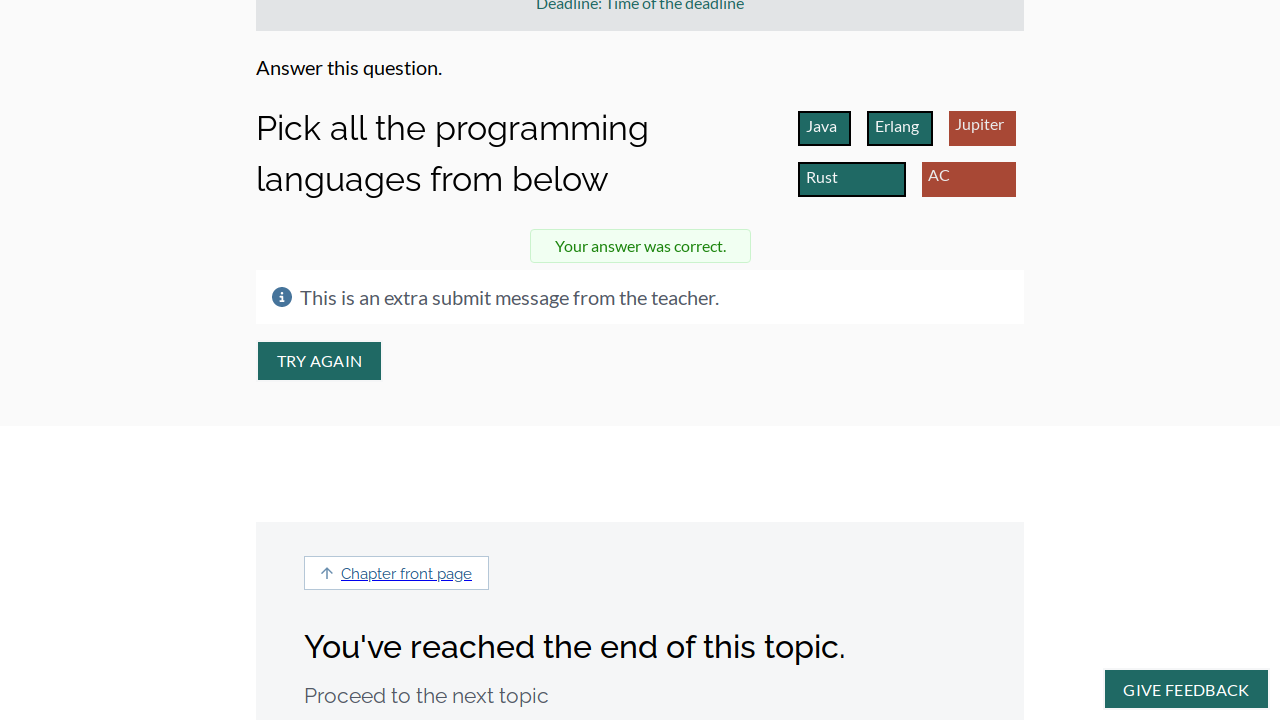 Deadline: Time of the deadline
Answer this question.
Pick all the programming
languages from below
Java
Erlang
Jupiter
Rust
AC
Your answer was correct.
This is an extra submit message from the teacher.
TRY AGAIN
Chapter front page
You've reached the end of this topic.
Proceed to the next topic
GIVE FEEDBACK